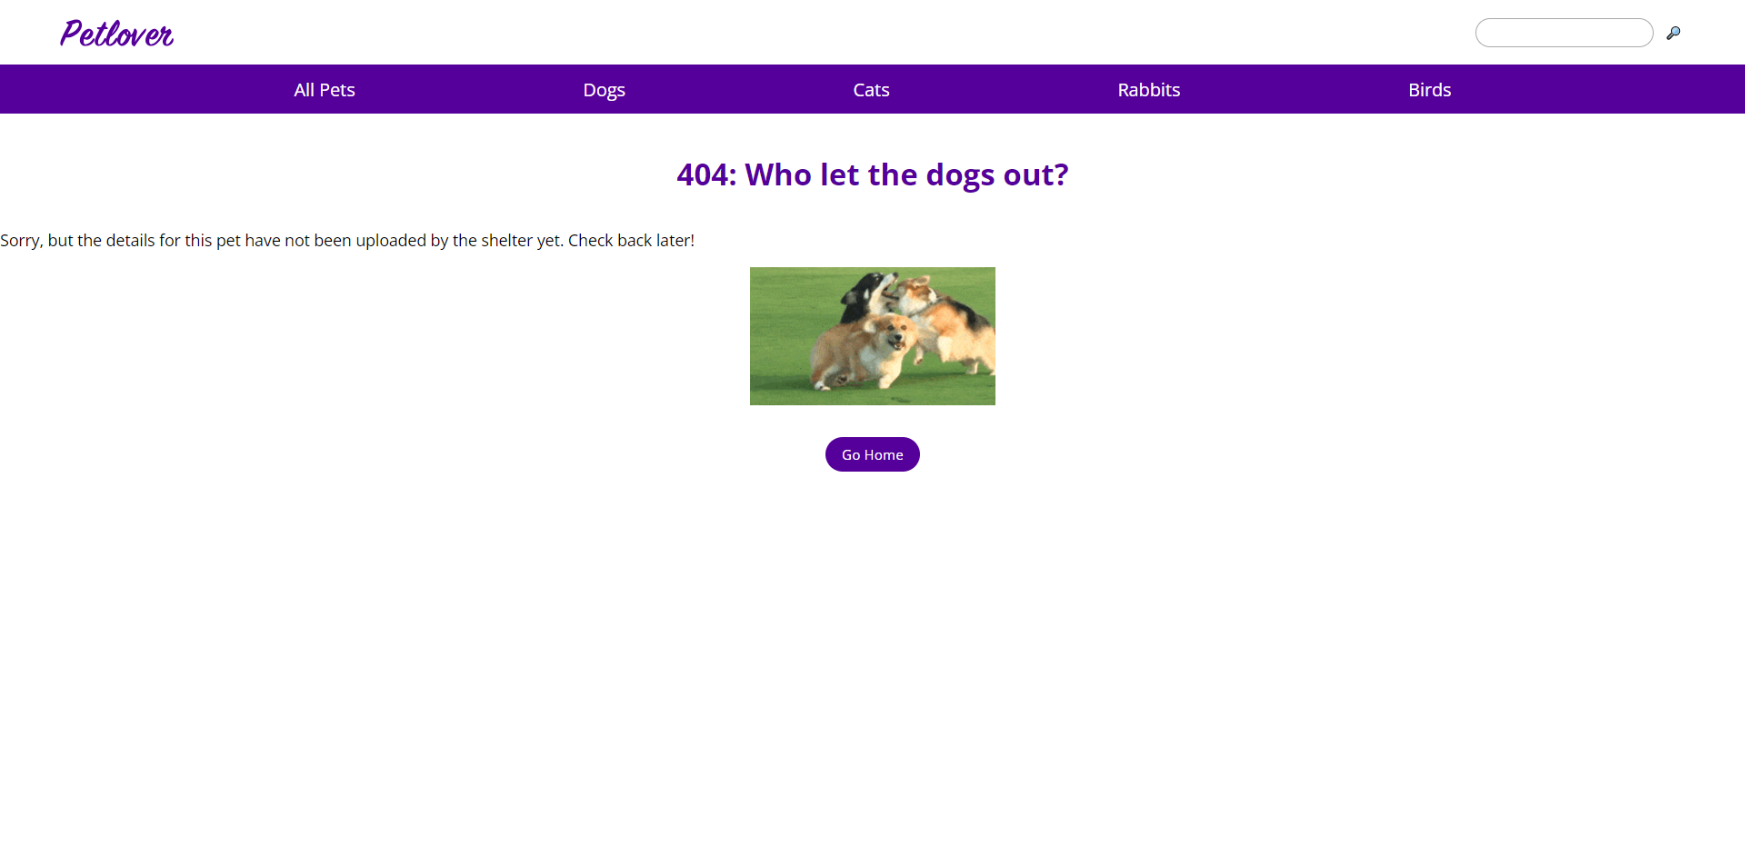 Petlover
All Pets Dogs Cats Rabbits Birds
404: Who let the dogs out?
Sorry, but the details for this pet have not been uploaded by the shelter yet. Check back later!
Go Home